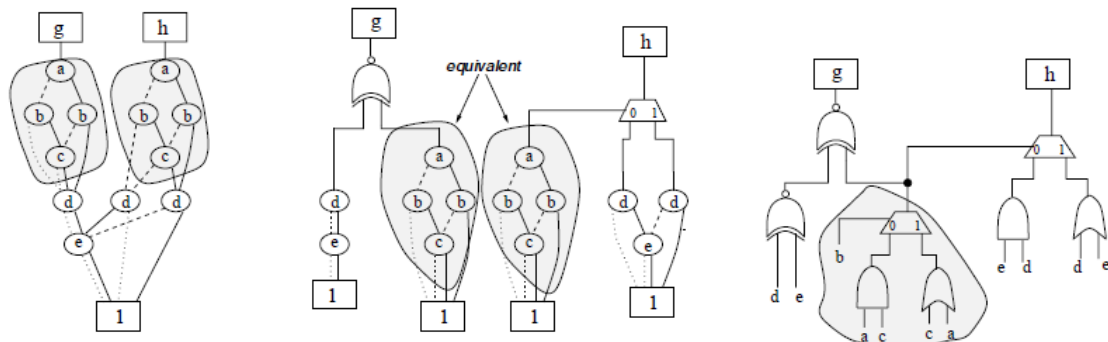 g h
a a
b b b b
c c
d d d
e
1
g
h
equivalent
0 1
a a
d b b b b d d
c c e
e
1 1 1 1
g
h
0 1
0 1
b
e d d e
d e
a c c a